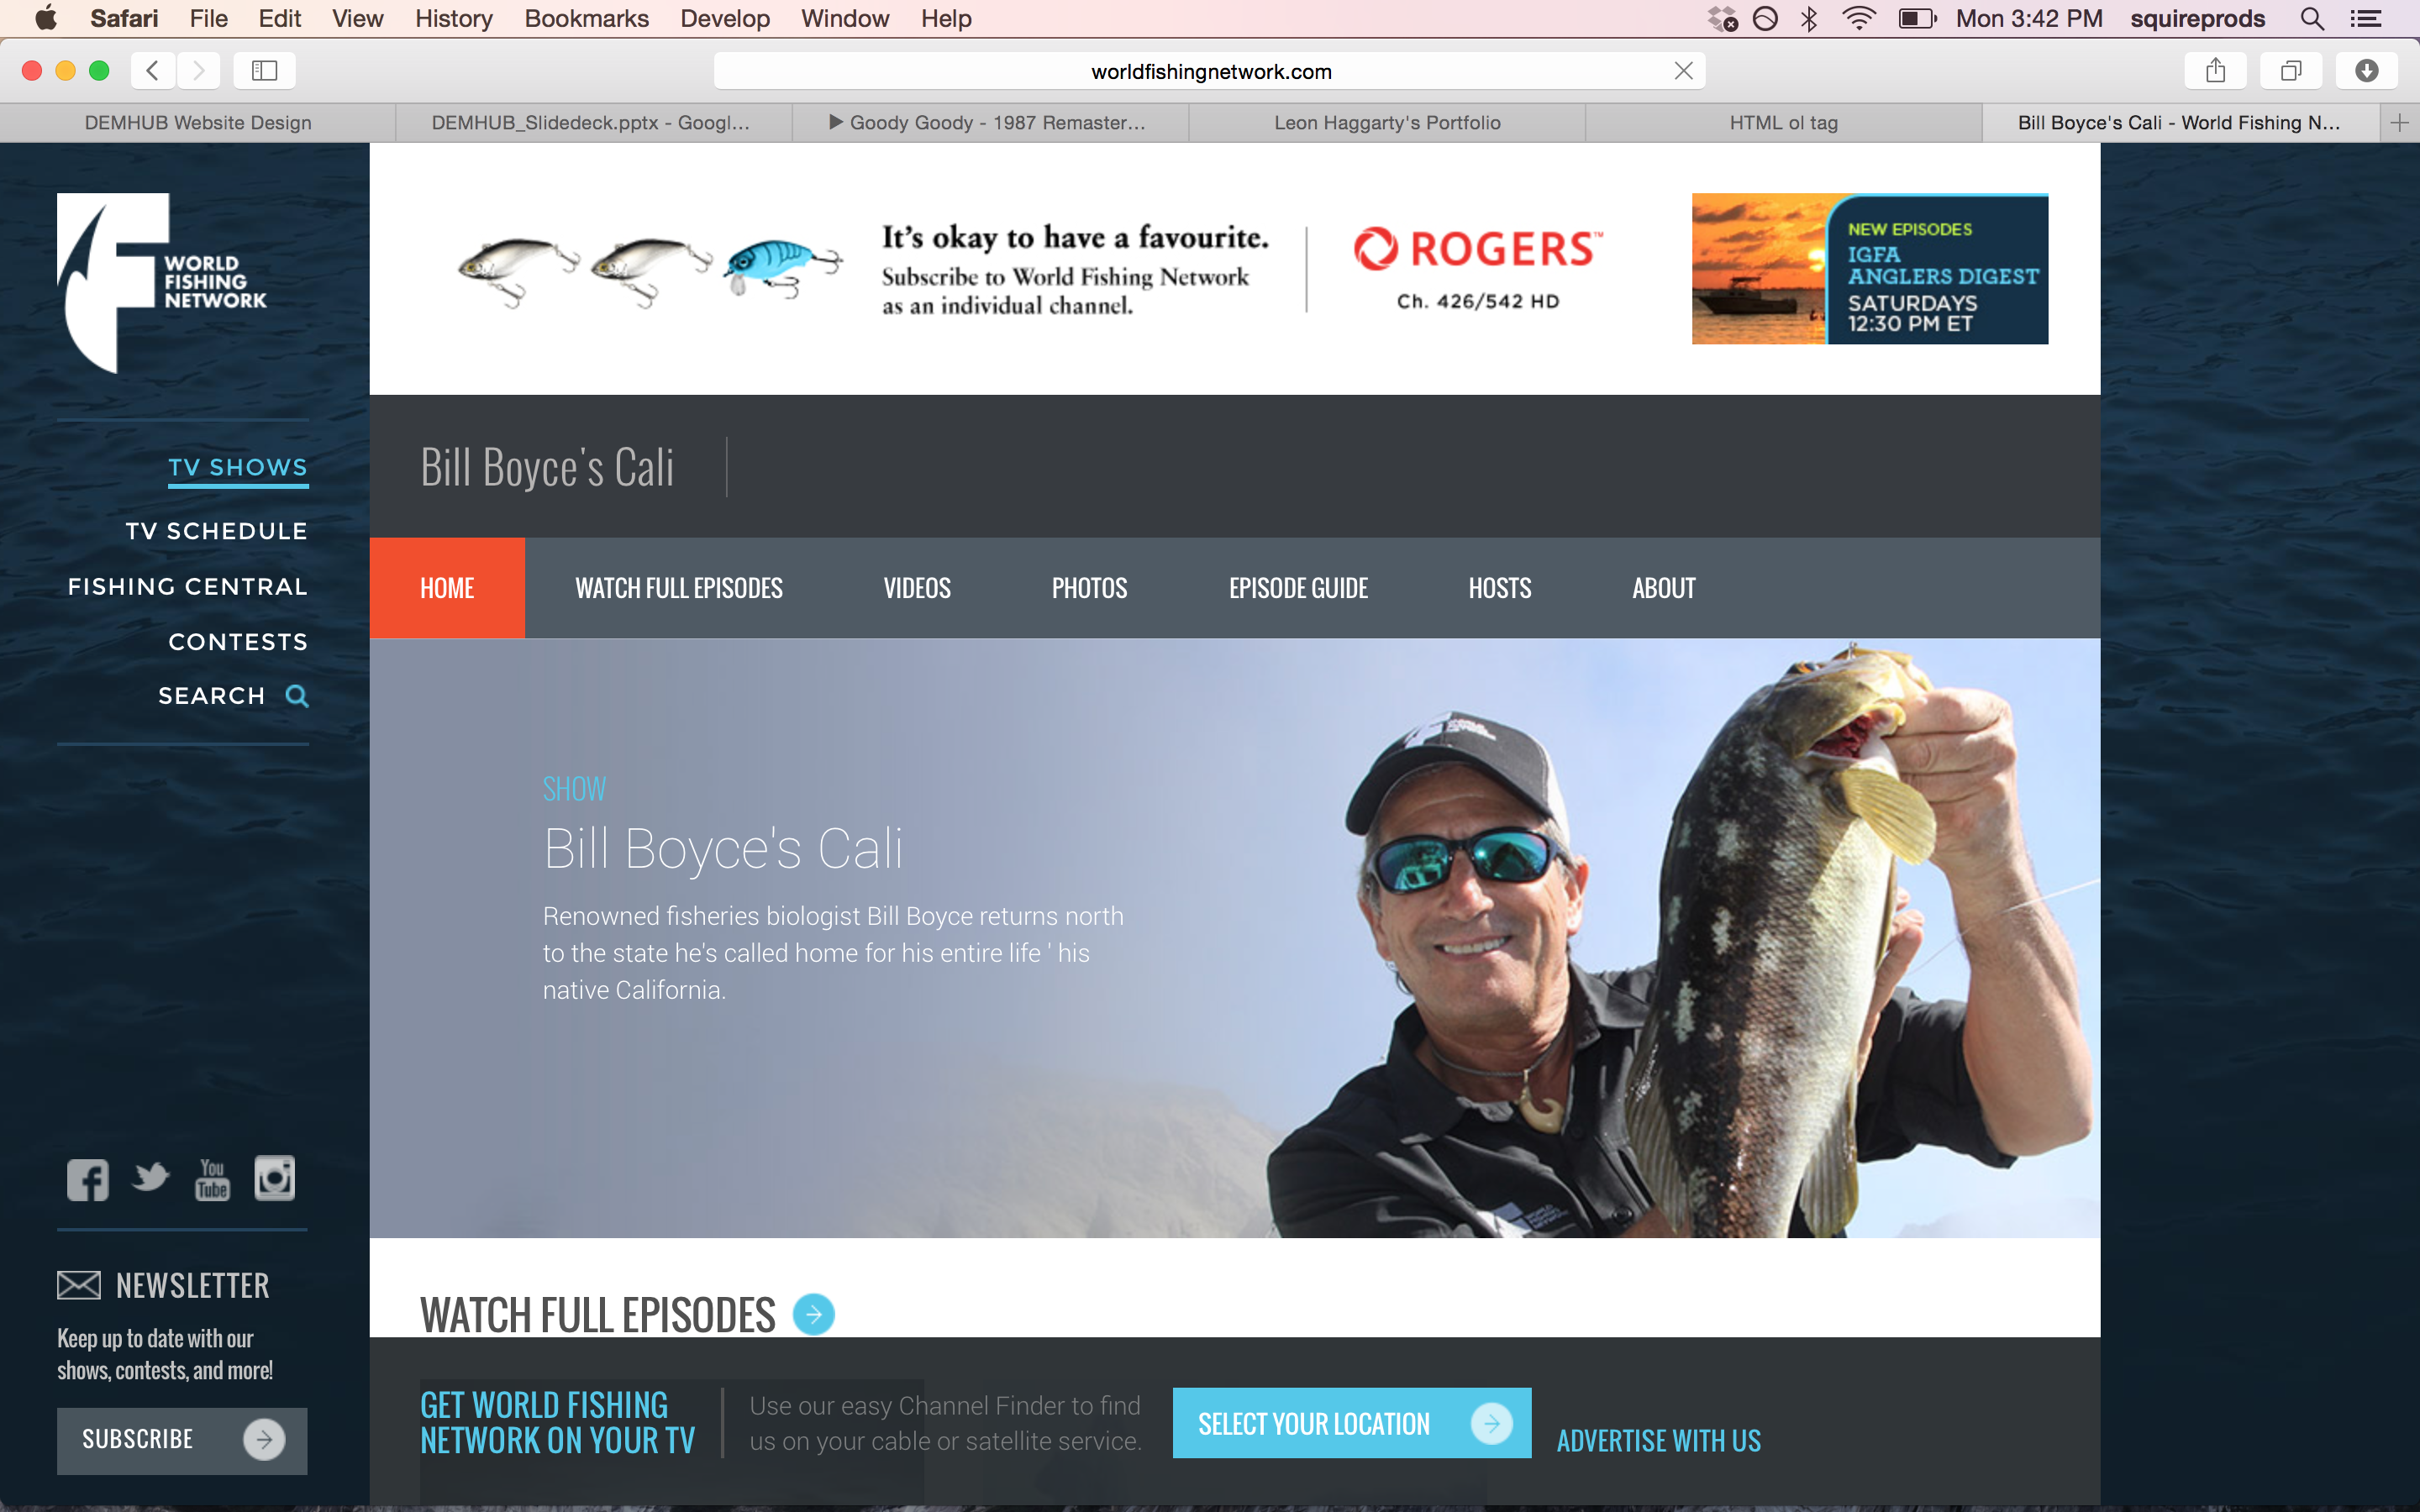 Safari File Edit View History Bookmarks Develop Window Help Mon 3:42 PM squireprods
worldfishingnetwork.com
DEMHUB Website Design
DEMHUB_Slidedeck.pptx - Googl...
Goody Goody - 1987 Remaster...
Leon Haggarty's Portfolio
HTML ol tag
Bill Boyce's Cali - World Fishing N...
WORLD
FISHING
NETWORK
TV SHOWS
TV SCHEDULE
FISHING CENTRAL
CONTESTS
SEARCH
You
Tube
NEWSLETTER
Keep up to date with our
shows, contests, and more!
SUBSCRIBE
It's okay to have a favourite.
Subscribe to World Fishing Network
as an individual channel.
ROGERS™
Ch. 426/542 HD
NEW EPISODES
IGFA
ANGLERS DIGEST
SATURDAYS
12:30 PM ET
Bill Boyce's Cali
HOME WATCH FULL EPISODES VIDEOS PHOTOS EPISODE GUIDE HOSTS ABOUT
SHOW
Bill Boyce's Cali
Renowned fisheries biologist Bill Boyce returns north
to the state he's called home for his entire life ' his
native California.
WATCH FULL EPISODES
GET WORLD FISHING
NETWORK ON YOUR TV
Use our easy Channel Finder to find
us on your cable or satellite service.
SELECT YOUR LOCATION
ADVERTISE WITH US